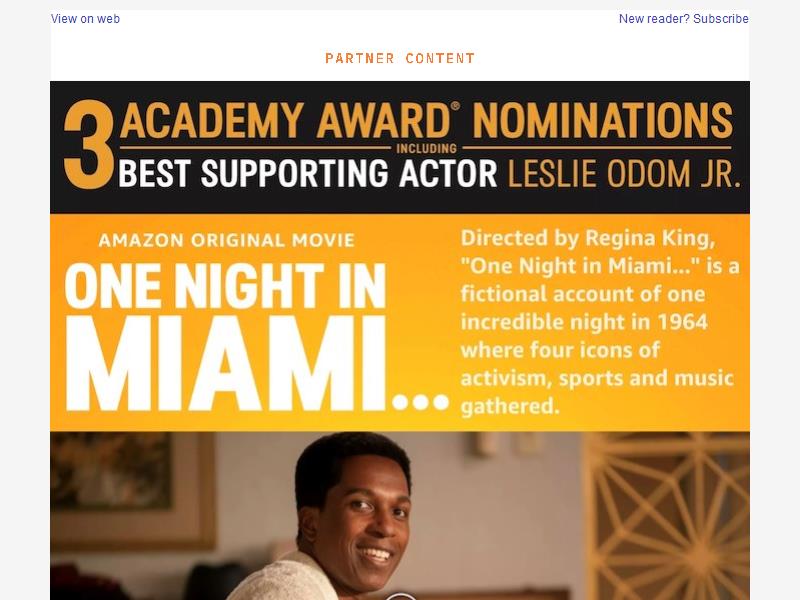 View on web
New reader? Subscribe
PARTNER CONTENT
3 ACADEMY AWARD® NOMINATIONS
INCLUDING
BEST SUPPORTING ACTOR LESLIE ODOM JR.
AMAZON ORIGINAL MOVIE
ONE NIGHT IN
MIAMI...
Directed by Regina King,
"One Night in Miami..." is a
fictional account of one
incredible night in 1964
where four icons of
activism, sports and music
gathered.